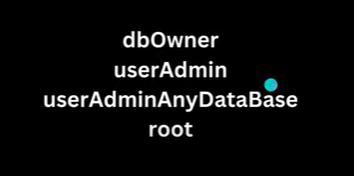 dbOwner
userAdmin
userAdminAnyDataBase
root